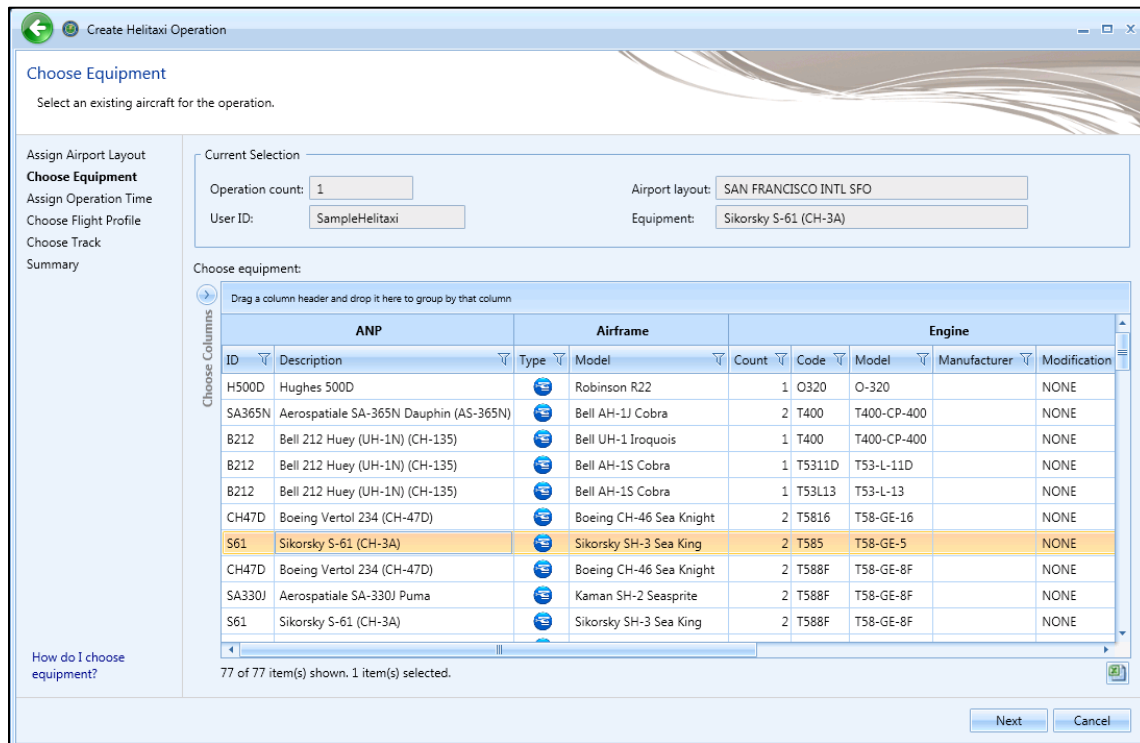 Create Helitaxi Operation
Choose Equipment
Select an existing aircraft for the operation.
Assign Airport Layout
Choose Equipment
Assign Operation Time
Choose Flight Profile
Choose Track
Summary
Current Selection
Operation count: 1 Airport layout: SAN FRANCISCO INTL SFO
User ID: SampleHelitaxi Equipment: Sikorsky S-61 (CH-3A)
Choose equipment:
Choose Columns
Drag a column header and drop it here to group by that column
ANP Airframe Engine
ID Description Type Model Count Code Model Manufacturer Modification
H500D Hughes 500D Robinson R22 1 O320 O-320 NONE
SA365N Aerospatiale SA-365N Dauphin (AS-365N) Bell AH-1J Cobra 2 T400 T400-CP-400 NONE
B212 Bell 212 Huey (UH-1N) (CH-135) Bell UH-1 Iroquois 2 T400 T400-CP-400 NONE
B212 Bell 212 Huey (UH-1N) (CH-135) Bell AH-1S Cobra 1 T5311D T53-L-11D NONE
B212 Bell 212 Huey (UH-1N) (CH-135) Bell AH-1S Cobra 1 T53L13 T53-L-13 NONE
CH47D Boeing Vertol 234 (CH-47D) Boeing CH-46 Sea Knight 2 T5816 T58-GE-16 NONE
S61 Sikorsky S-61 (CH-3A) Sikorsky SH-3 Sea King 2 T585 T58-GE-5 NONE
CH47D Boeing Vertol 234 (CH-47D) Boeing CH-46 Sea Knight 2 T588F T58-GE-8F NONE
SA330J Aerospatiale SA-330J Puma Kaman SH-2 Seasprite 2 T588F T58-GE-8F NONE
S61 Sikorsky S-61 (CH-3A) Sikorsky SH-3 Sea King 2 T588F T58-GE-8F NONE
77 of 77 item(s) shown. 1 item(s) selected.
How do I choose
equipment?
Next Cancel